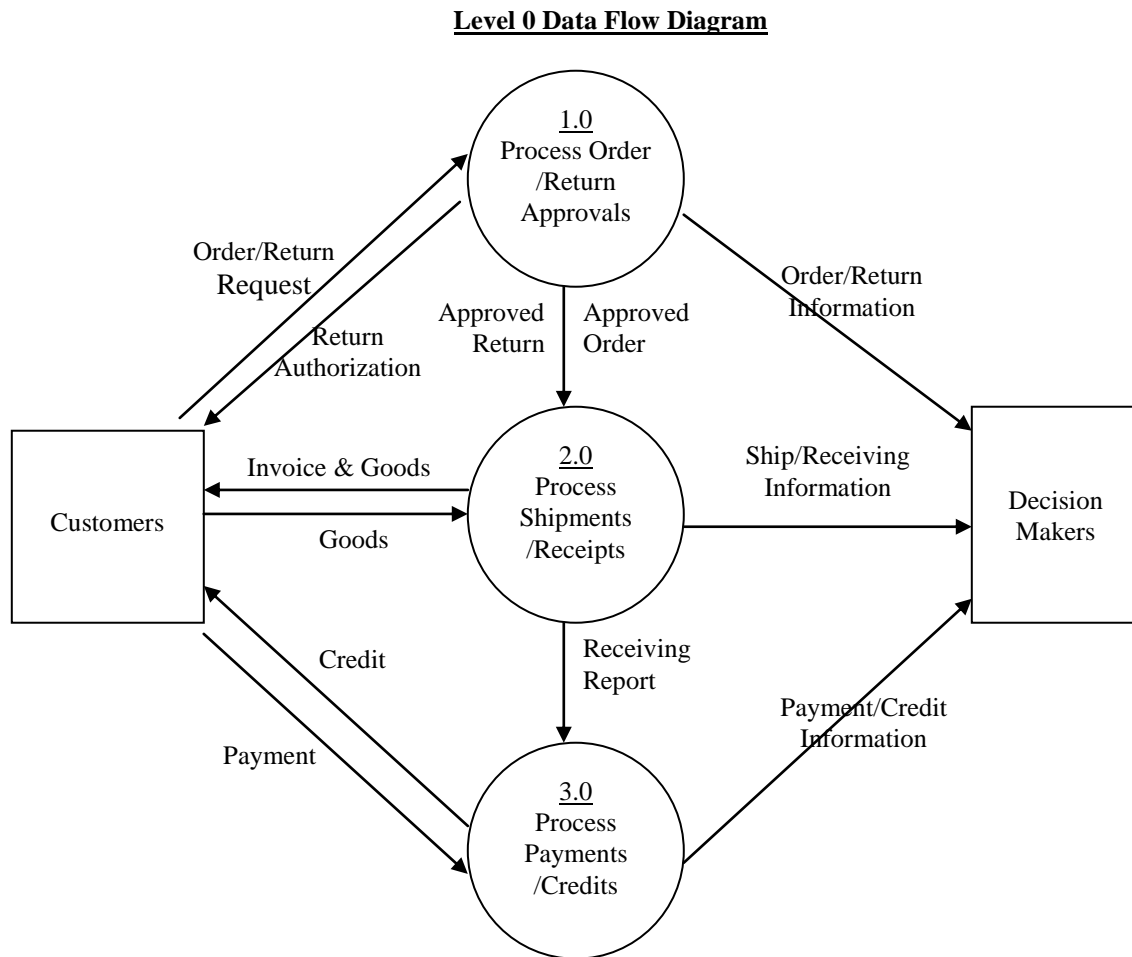 Level 0 Data Flow Diagram
1.0
Process Order
/Return
Approvals
Order/Return
Request
Return
Authorization
Approved
Return
Approved
Order
Order/Return
Information
Customers
Invoice & Goods
Goods
2.0
Process
Shipments
/Receipts
Ship/Receiving
Information
Decision
Makers
Credit
Payment
Receiving
Report
Payment/Credit
Information
3.0
Process
Payments
/Credits